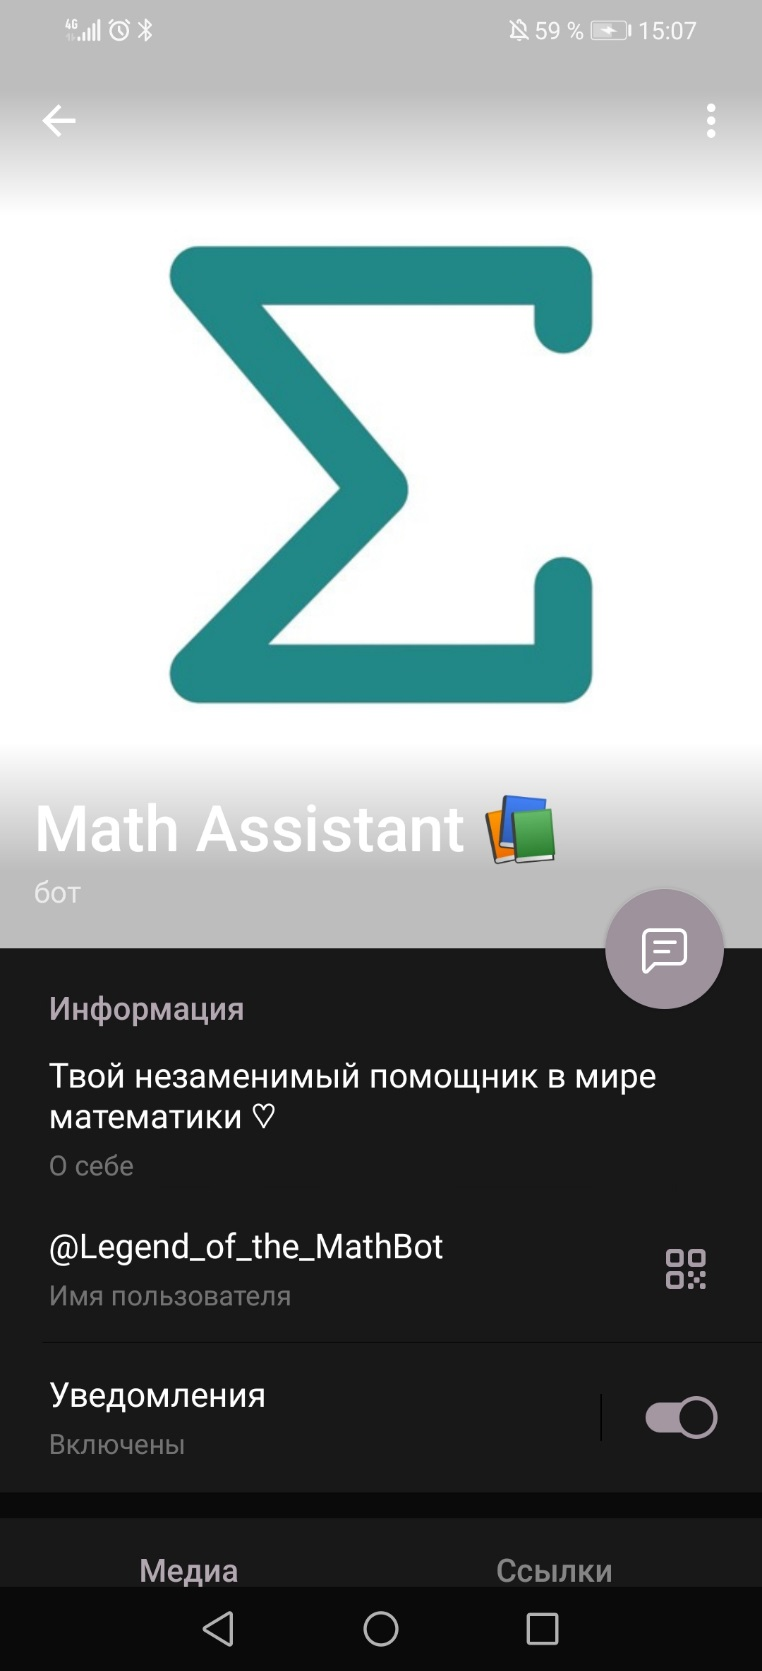 4G 59 % 15:07
Math Assistant 📚
бот
Информация
Твой незаменимый помощник в мире
математики ♡
О себе
@Legend_of_the_MathBot
Имя пользователя
Уведомления
Включены
Медиа Ссылки